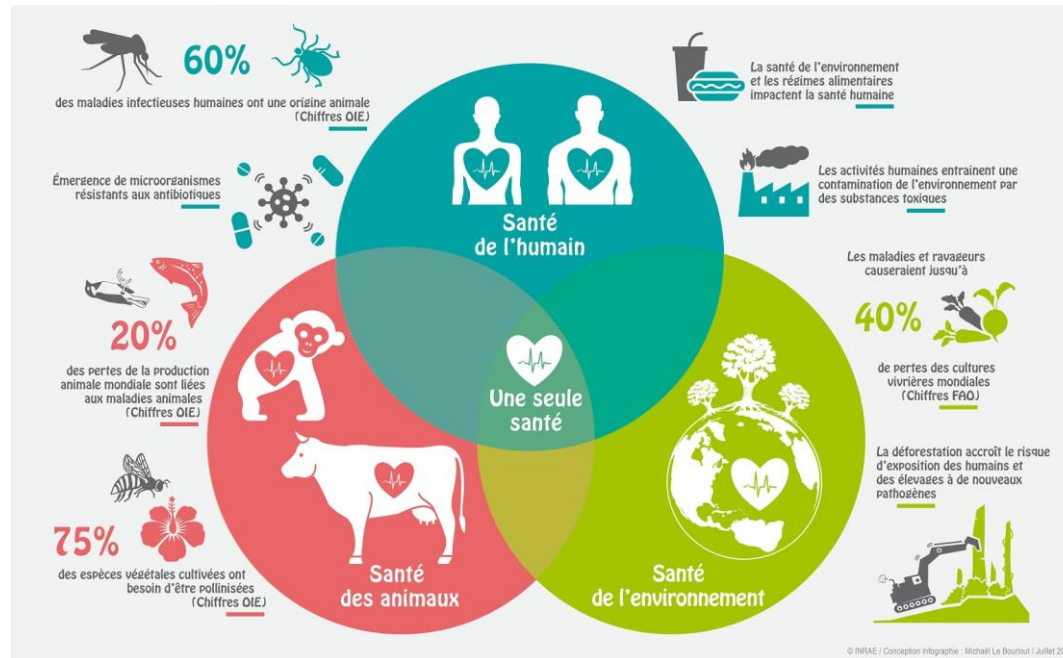 60%
des maladies infectieuses humaines ont une origine animale
(Chiffres OIE)
Émergence de microorganismes
résistants aux antibiotiques
20%
des pertes de la production
animale mondiale sont liées
aux maladies animales
(Chiffres OIE)
75%
des espèces végétales cultivées ont
besoin d'être pollinisées
(Chiffres OIE)
Santé
de l'humain
Une seule
santé
Santé
des animaux
Santé
de l'environnement
La santé de l'environnement
et les régimes alimentaires
impactent la santé humaine
Les activités humaines entrainent une
contamination de l'environnement par
des substances toxiques
Les maladies et ravageurs
causeraient jusqu'à
40%
de pertes des cultures
vivrières mondiales
(Chiffres FAO)
La déforestation accroît le risque
d'exposition des humains et
des élevages à de nouveaux
pathogènes
© INRAE / Conception infographie : Michaël Le Bourlout / Juillet